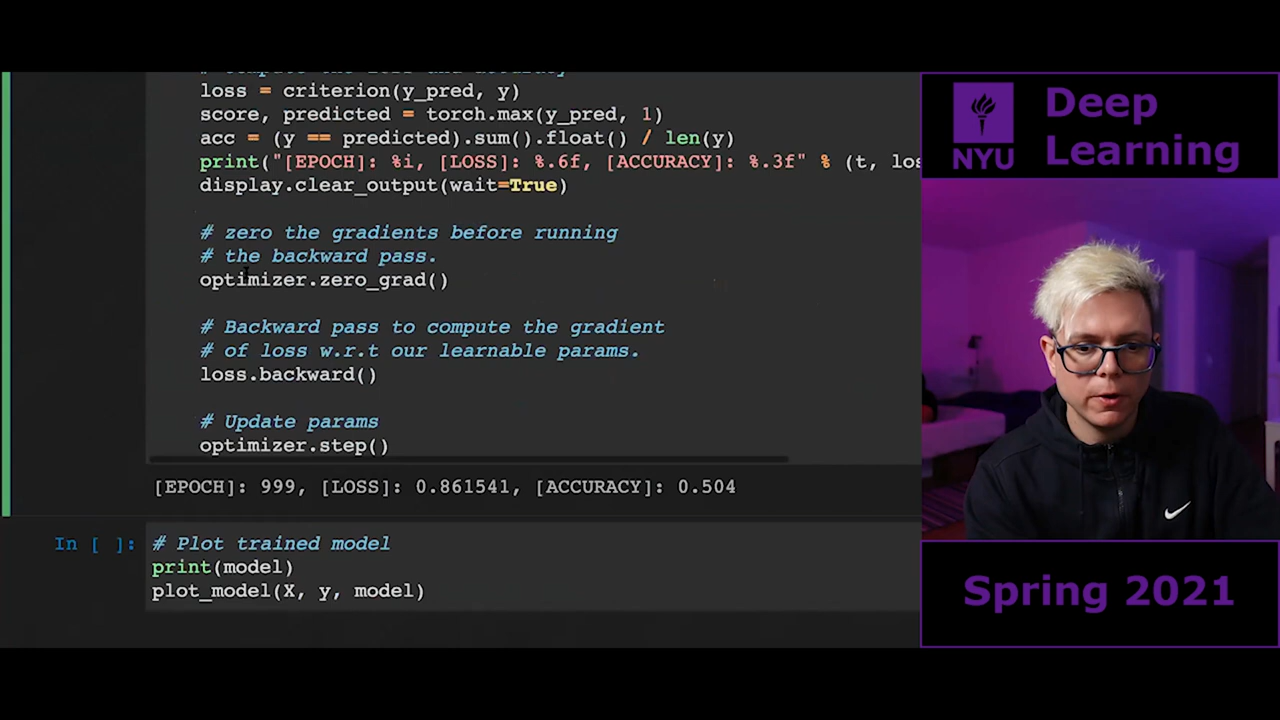 loss = criterion(y_pred, y)
score, predicted = torch.max(y_pred, 1)
acc = (y == predicted).sum().float() / len(y)
print("[EPOCH]: %i, [LOSS]: %.6f, [ACCURACY]: %.3f" % (t, los
display.clear_output(wait=True)
# zero the gradients before running
# the backward pass.
optimizer.zero_grad()
# Backward pass to compute the gradient
# of loss w.r.t our learnable params.
loss.backward()
# Update params
optimizer.step()
[EPOCH]: 999, [LOSS]: 0.861541, [ACCURACY]: 0.504
In [ ]: # Plot trained model
print(model)
plot_model(X, y, model)
NYU
Deep
Learning
Spring 2021